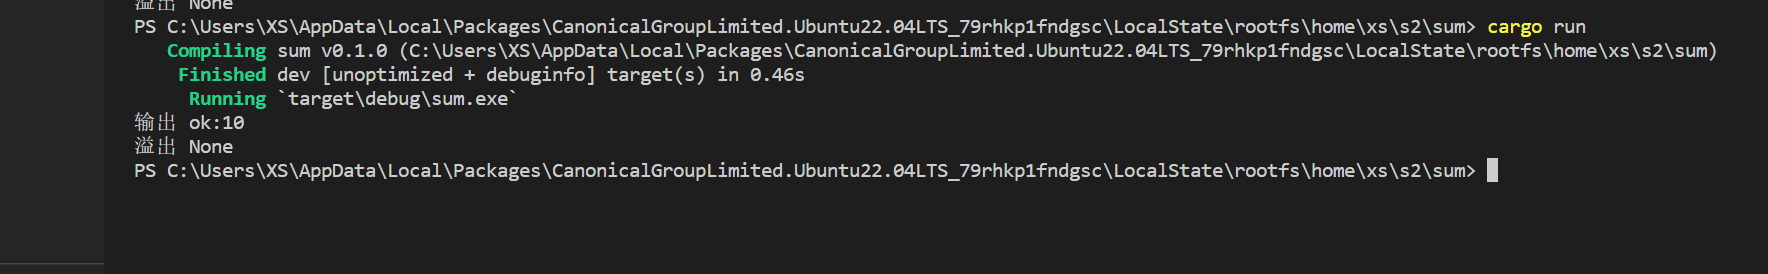 溢出 None
PS C:\Users\XS\AppData\Local\Packages\CanonicalGroupLimited.Ubuntu22.04LTS_79rhkp1fndgsc\LocalState\rootfs\home\xs\s2\sum> cargo run
   Compiling sum v0.1.0 (C:\Users\XS\AppData\Local\Packages\CanonicalGroupLimited.Ubuntu22.04LTS_79rhkp1fndgsc\LocalState\rootfs\home\xs\s2\sum)
    Finished dev [unoptimized + debuginfo] target(s) in 0.46s
     Running `target\debug\sum.exe`
输出 ok:10
溢出 None
PS C:\Users\XS\AppData\Local\Packages\CanonicalGroupLimited.Ubuntu22.04LTS_79rhkp1fndgsc\LocalState\rootfs\home\xs\s2\sum>